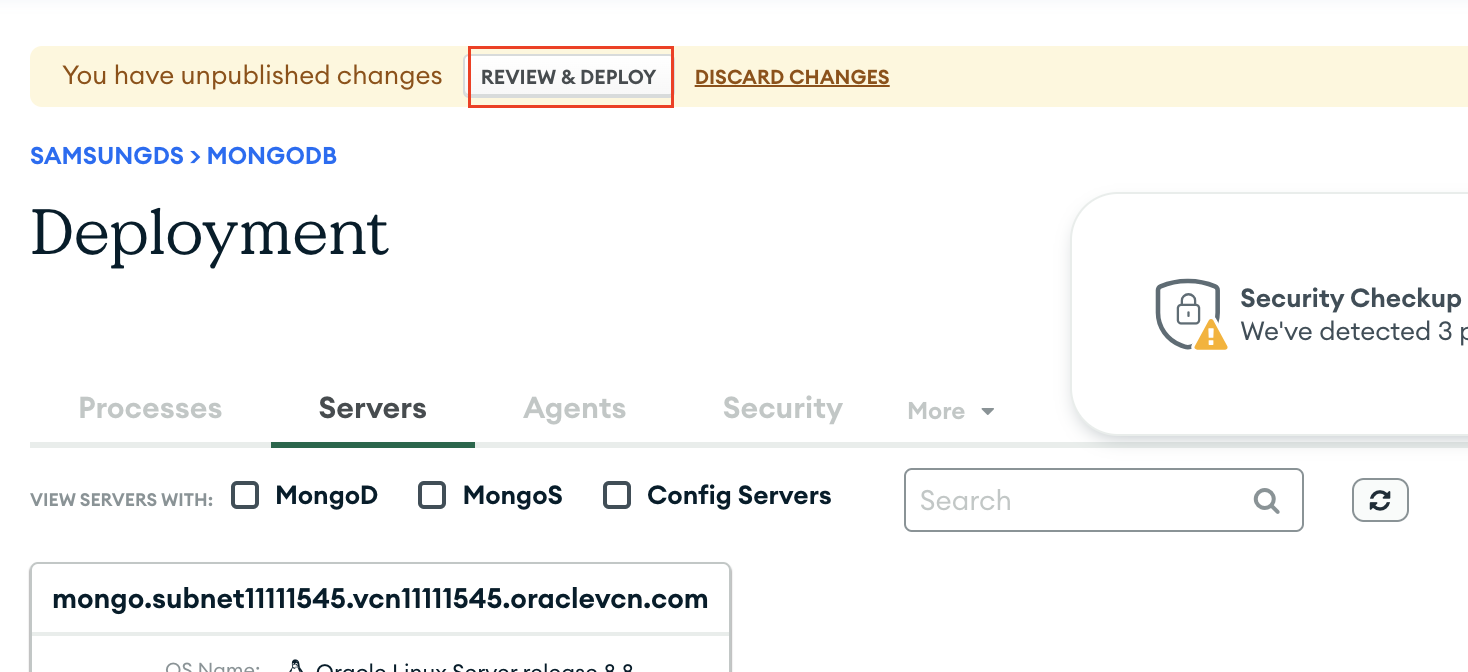 You have unpublished changes REVIEW & DEPLOY DISCARD CHANGES
SAMSUNGDS > MONGODB
Deployment
Security Checkup
We've detected 3 p
Processes Servers Agents Security More
VIEW SERVERS WITH: MongoD MongoS Config Servers Search
mongo.subnet11111545.vcn11111545.oraclevcn.com
OS Name: Oracle Linux Server release 8.8